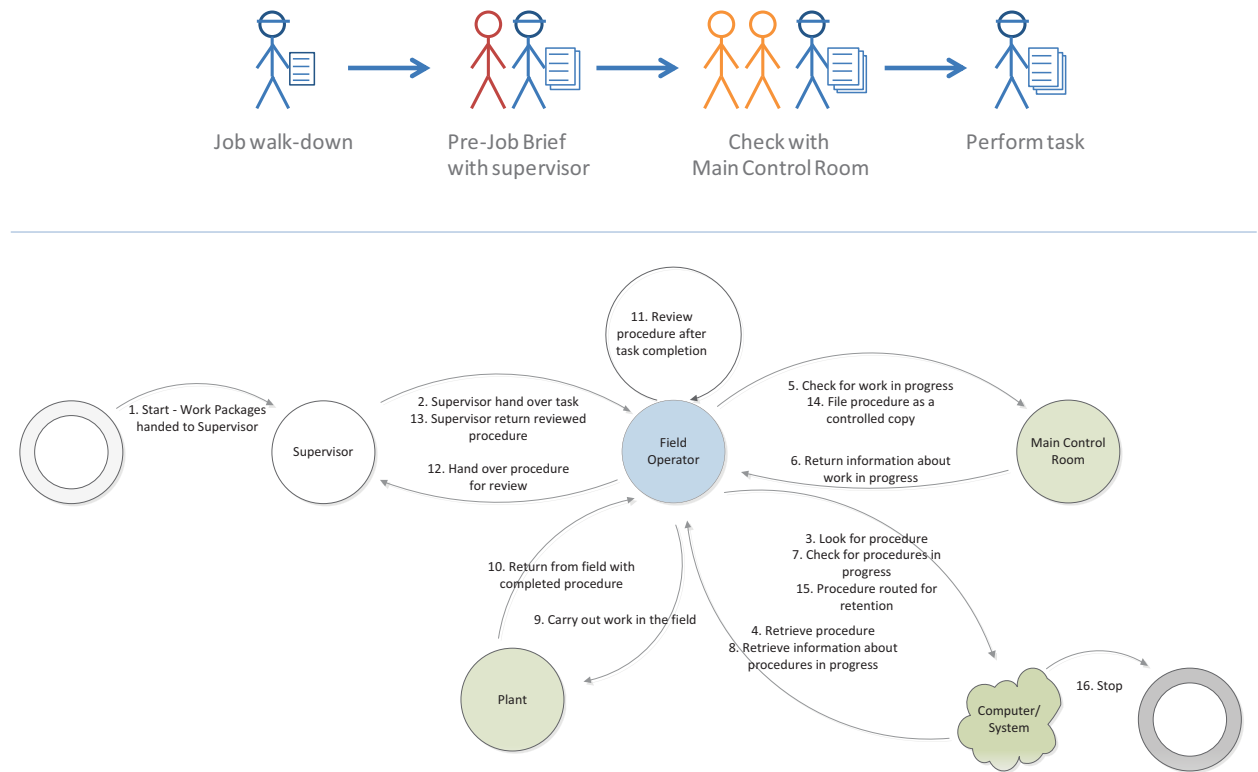 Job walk-down
Pre-Job Brief
with supervisor
Check with
Main Control Room
Perform task
11. Review
procedure after
task completion
1. Start - Work Packages
handed to Supervisor
2. Supervisor hand over task
13. Supervisor return reviewed
procedure
5. Check for work in progress
14. File procedure as a
controlled copy
Supervisor
Field
Operator
Main Control
Room
12. Hand over procedure
for review
6. Return information about
work in progress
3. Look for procedure
7. Check for procedures in
progress
15. Procedure routed for
retention
10. Return from field with
completed procedure
9. Carry out work in the field
4. Retrieve procedure
8. Retrieve information about
procedures in progress
Plant
Computer/
System
16. Stop